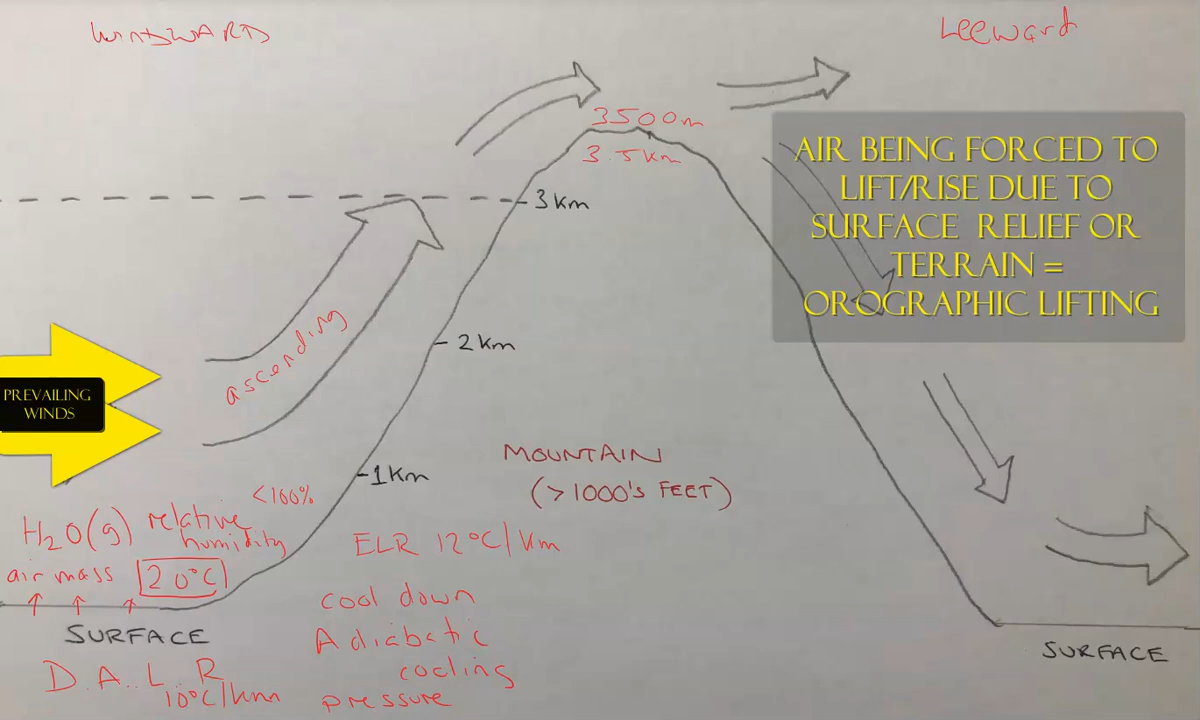 WINDWARD
Leeward
3500m
3.5km
AIR BEING FORCED TO
LIFT/RISE DUE TO
SURFACE RELIEF OR
TERRAIN =
OROGRAPHIC LIFTING
3km
ascending
2km
PREVAILING
WINDS
MOUNTAIN
(>1000'S FEET)
1km
<100%
H2O(g) relative
humidity
ELR 12°C/km
air mass 20°C
cool down
SURFACE
Adiabatic
cooling
SURFACE
D.A.L.R
10°C/km
pressure